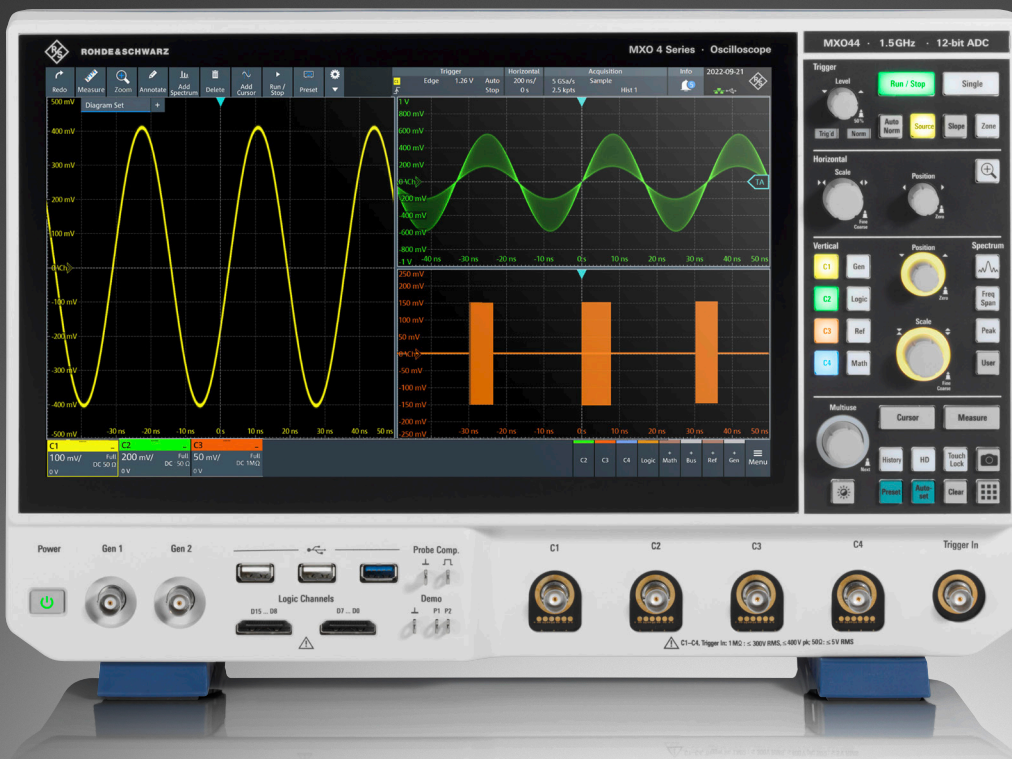 ROHDE&SCHWARZ
MXO 4 Series · Oscilloscope
Redo Measure Zoom Annotate Add Spectrum Delete Add Cursor Run / Stop Preset
Trigger Horizontal Acquisition Info 2022-09-21
Edge 1.26 V Auto 200 ns/ 5 GSa/s Sample
Stop 0 s 2.5 kpts Hist 1
Diagram Set +
500 mV
400 mV
300 mV
200 mV
100 mV
-100 mV
-200 mV
-300 mV
-400 mV
-500 mV
-30 ns -20 ns -10 ns 0 s 10 ns 20 ns 30 ns 40 ns 50 ns
1 V
800 mV
600 mV
400 mV
200 mV
TA
-200 mV
-400 mV
-600 mV
-800 mV
-1 V
-40 ns -30 ns -20 ns -10 ns 0 s 10 ns 20 ns 30 ns 40 ns 50 ns
250 mV
200 mV
150 mV
100 mV
50 mV
-50 mV
-100 mV
-150 mV
-200 mV
-250 mV
-30 ns -20 ns -10 ns 0 s 10 ns 20 ns 30 ns 40 ns 50 ns
C1 C2 C3
100 mV/ Full 200 mV/ Full 50 mV/ Full
DC 50 Ω DC 50 Ω DC 1MΩ
0 V 0 V 0 V
C2 C3 C4 Logic Math Bus Ref Gen Menu
MXO44 · 1.5GHz · 12-bit ADC
Trigger
Level
50%
Run / Stop Single
Trig'd Norm
Auto Norm Source Slope Zone
Horizontal
Scale
Position
Fine Coarse
Zero
Vertical Position Spectrum
C1 Gen
Zero
C2 Logic
Freq Span
Scale
C3 Ref
Peak
C4 Math
User
Fine Coarse
Multiuse
Cursor Measure
Next
History HD Touch Lock
Preset Auto-set Clear
Power Gen 1 Gen 2 Probe Comp. C1 C2 C3 C4 Trigger In
Logic Channels Demo
D15 ... D8 D7 ... D0 P1 P2
C1–C4, Trigger In: 1 MΩ : ≤ 300V RMS, ≤ 400V pk; 50Ω: ≤ 5V RMS